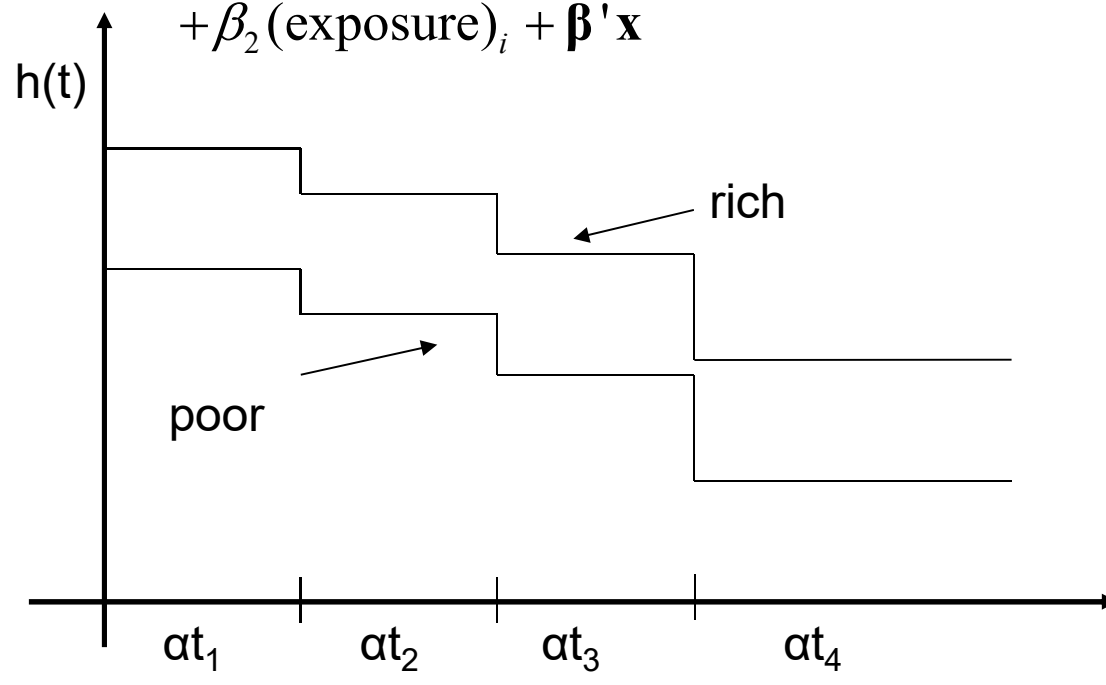 +β₂(exposure)ᵢ + β'x
h(t)
rich
poor
αt₁ αt₂ αt₃ αt₄